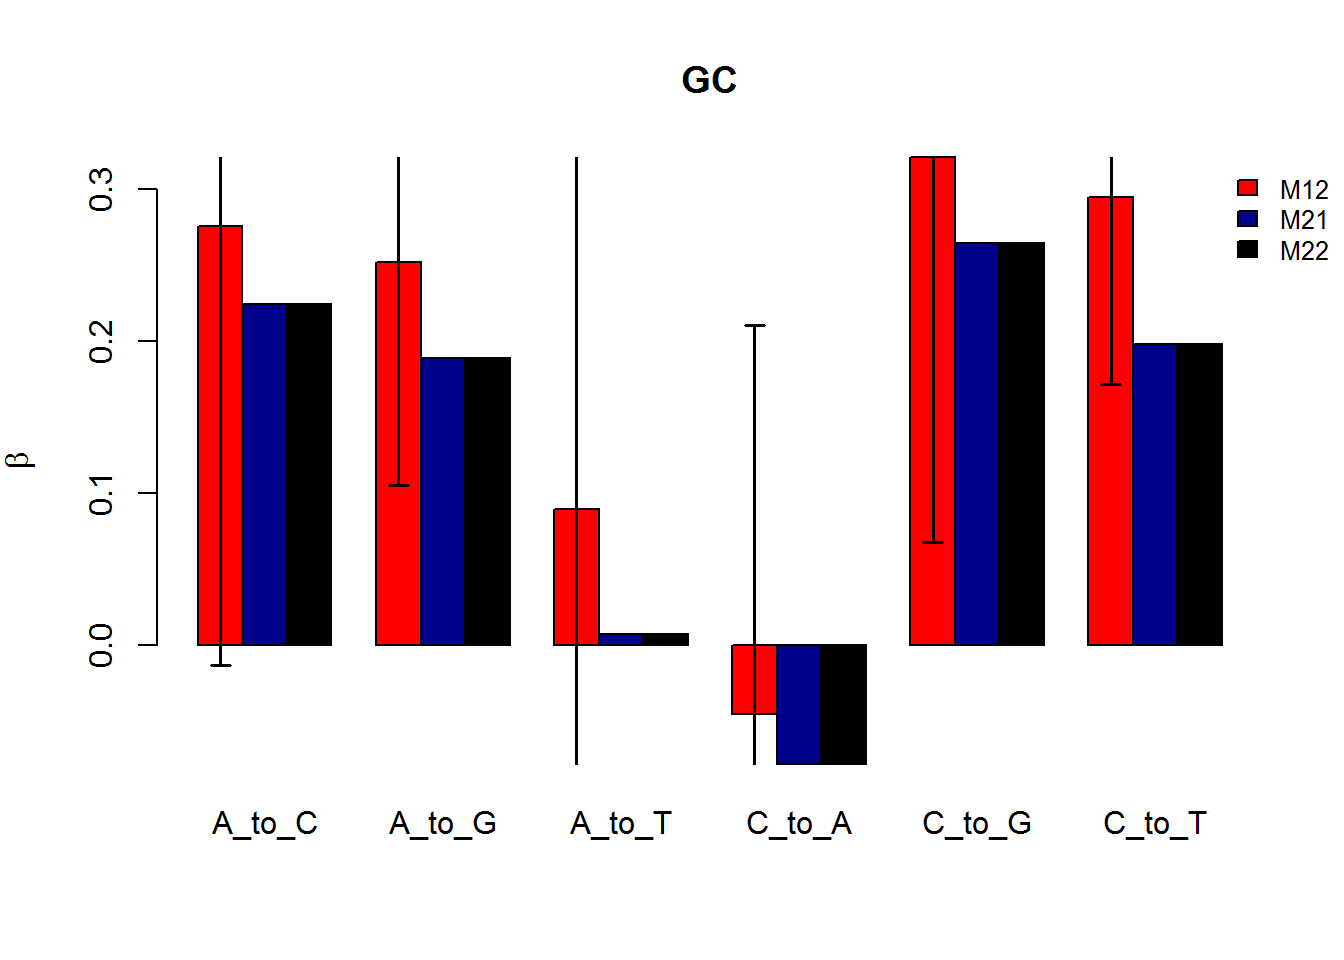 GC
0.3
0.2
0.1
0.0
β
M12
M21
M22
A_to_C
A_to_G
A_to_T
C_to_A
C_to_G
C_to_T